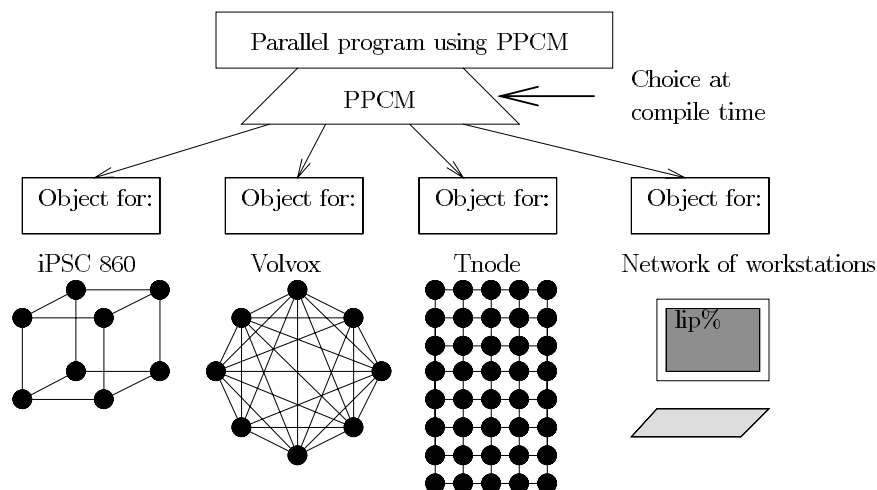 Parallel program using PPCM
PPCM
Choice at
compile time
Object for:
Object for:
Object for:
Object for:
iPSC 860
Volvox
Tnode
Network of workstations
lip%